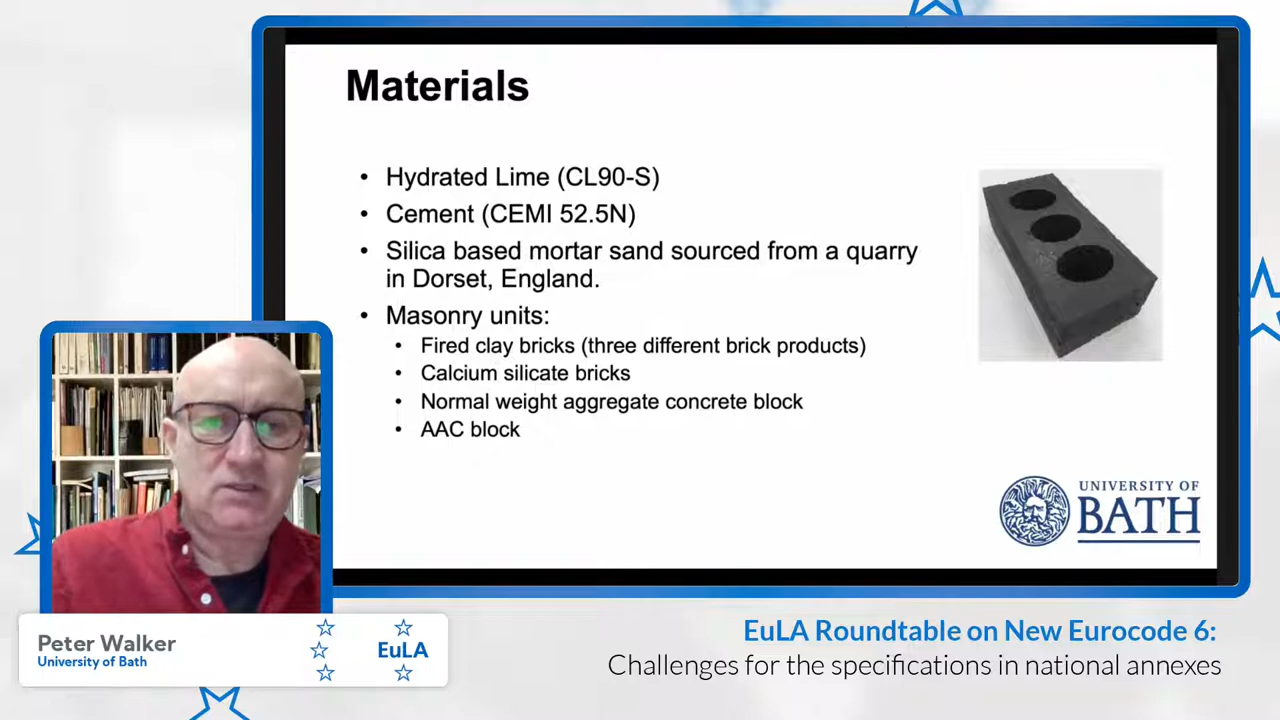 Materials
• Hydrated Lime (CL90-S)
• Cement (CEMI 52.5N)
• Silica based mortar sand sourced from a quarry
in Dorset, England.
• Masonry units:
• Fired clay bricks (three different brick products)
• Calcium silicate bricks
• Normal weight aggregate concrete block
• AAC block
UNIVERSITY OF
BATH
Peter Walker
University of Bath
EuLA
EuLA Roundtable on New Eurocode 6:
Challenges for the specifications in national annexes